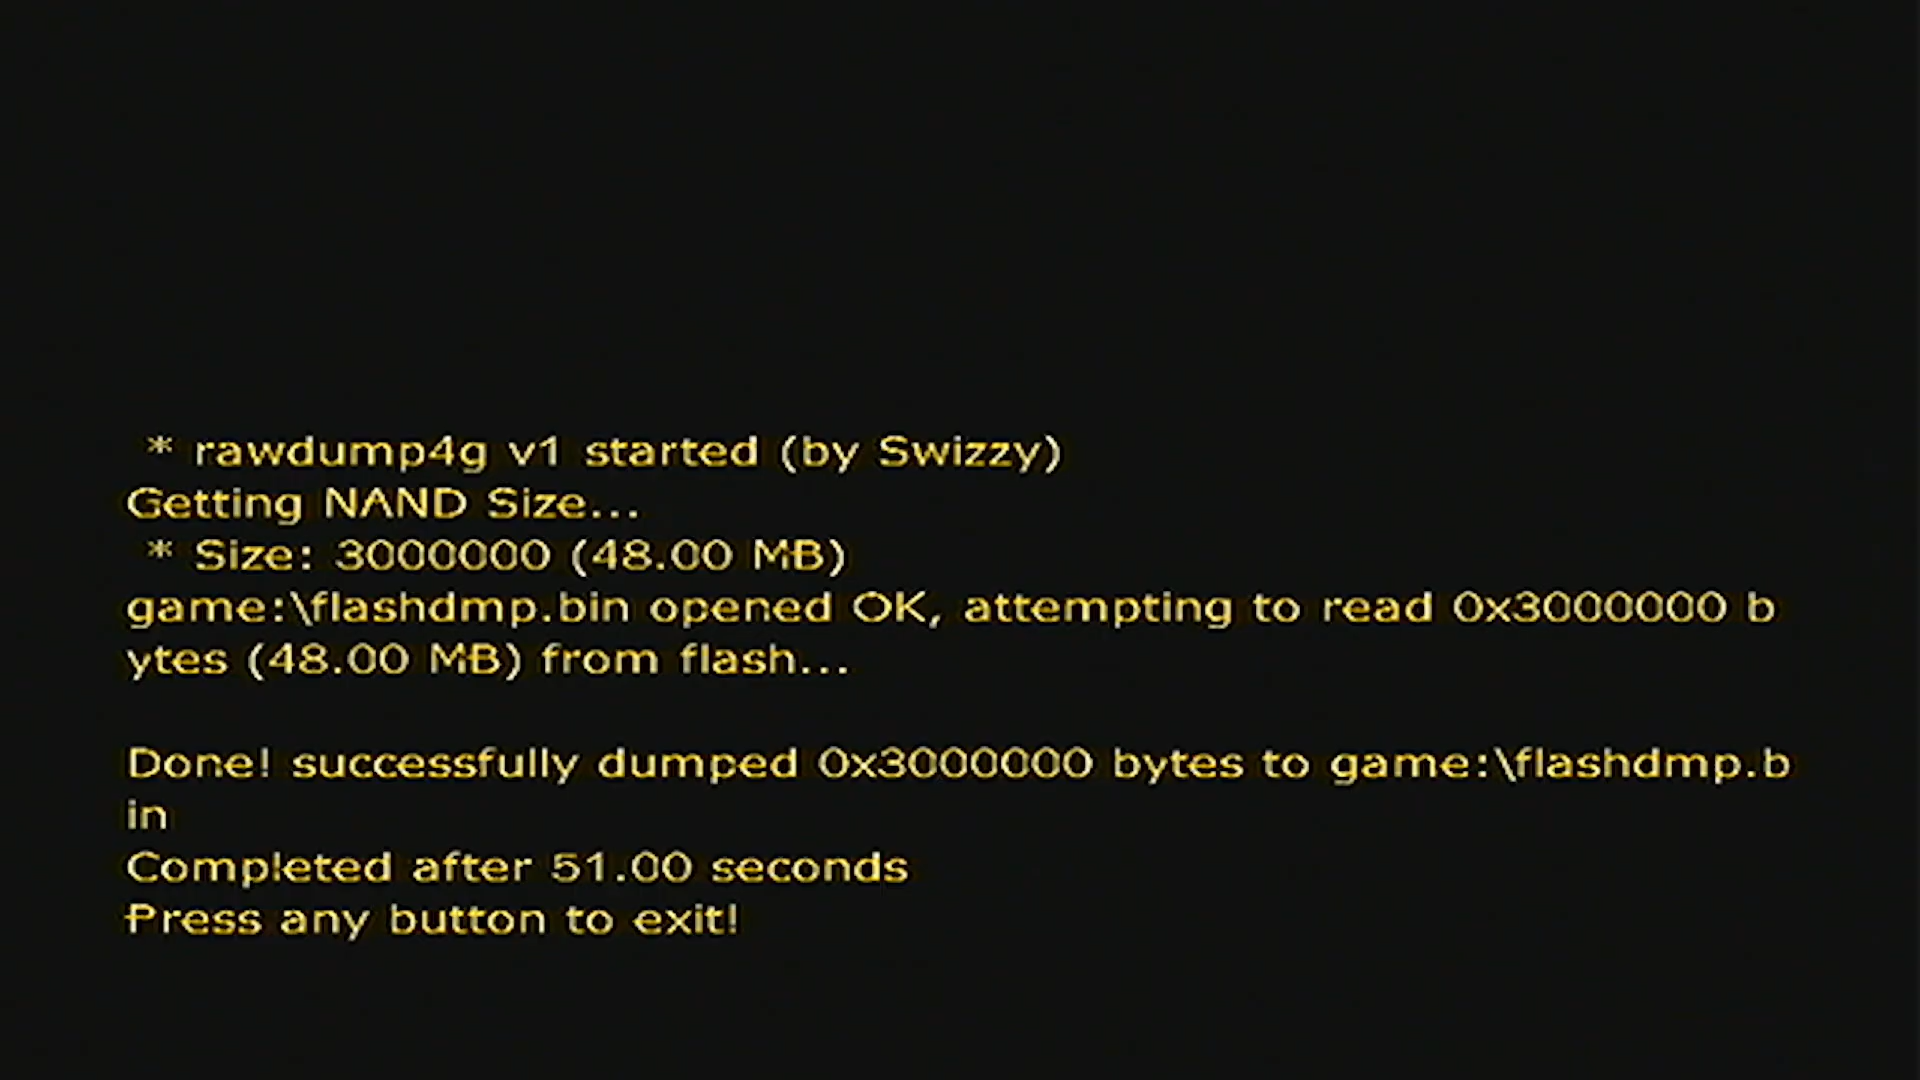 * rawdump4g v1 started (by Swizzy)
Getting NAND Size...
* Size: 3000000 (48.00 MB)
game:\flashdmp.bin opened OK, attempting to read 0x3000000 b
ytes (48.00 MB) from flash...
Done! successfully dumped 0x3000000 bytes to game:\flashdmp.b
in
Completed after 51.00 seconds
Press any button to exit!